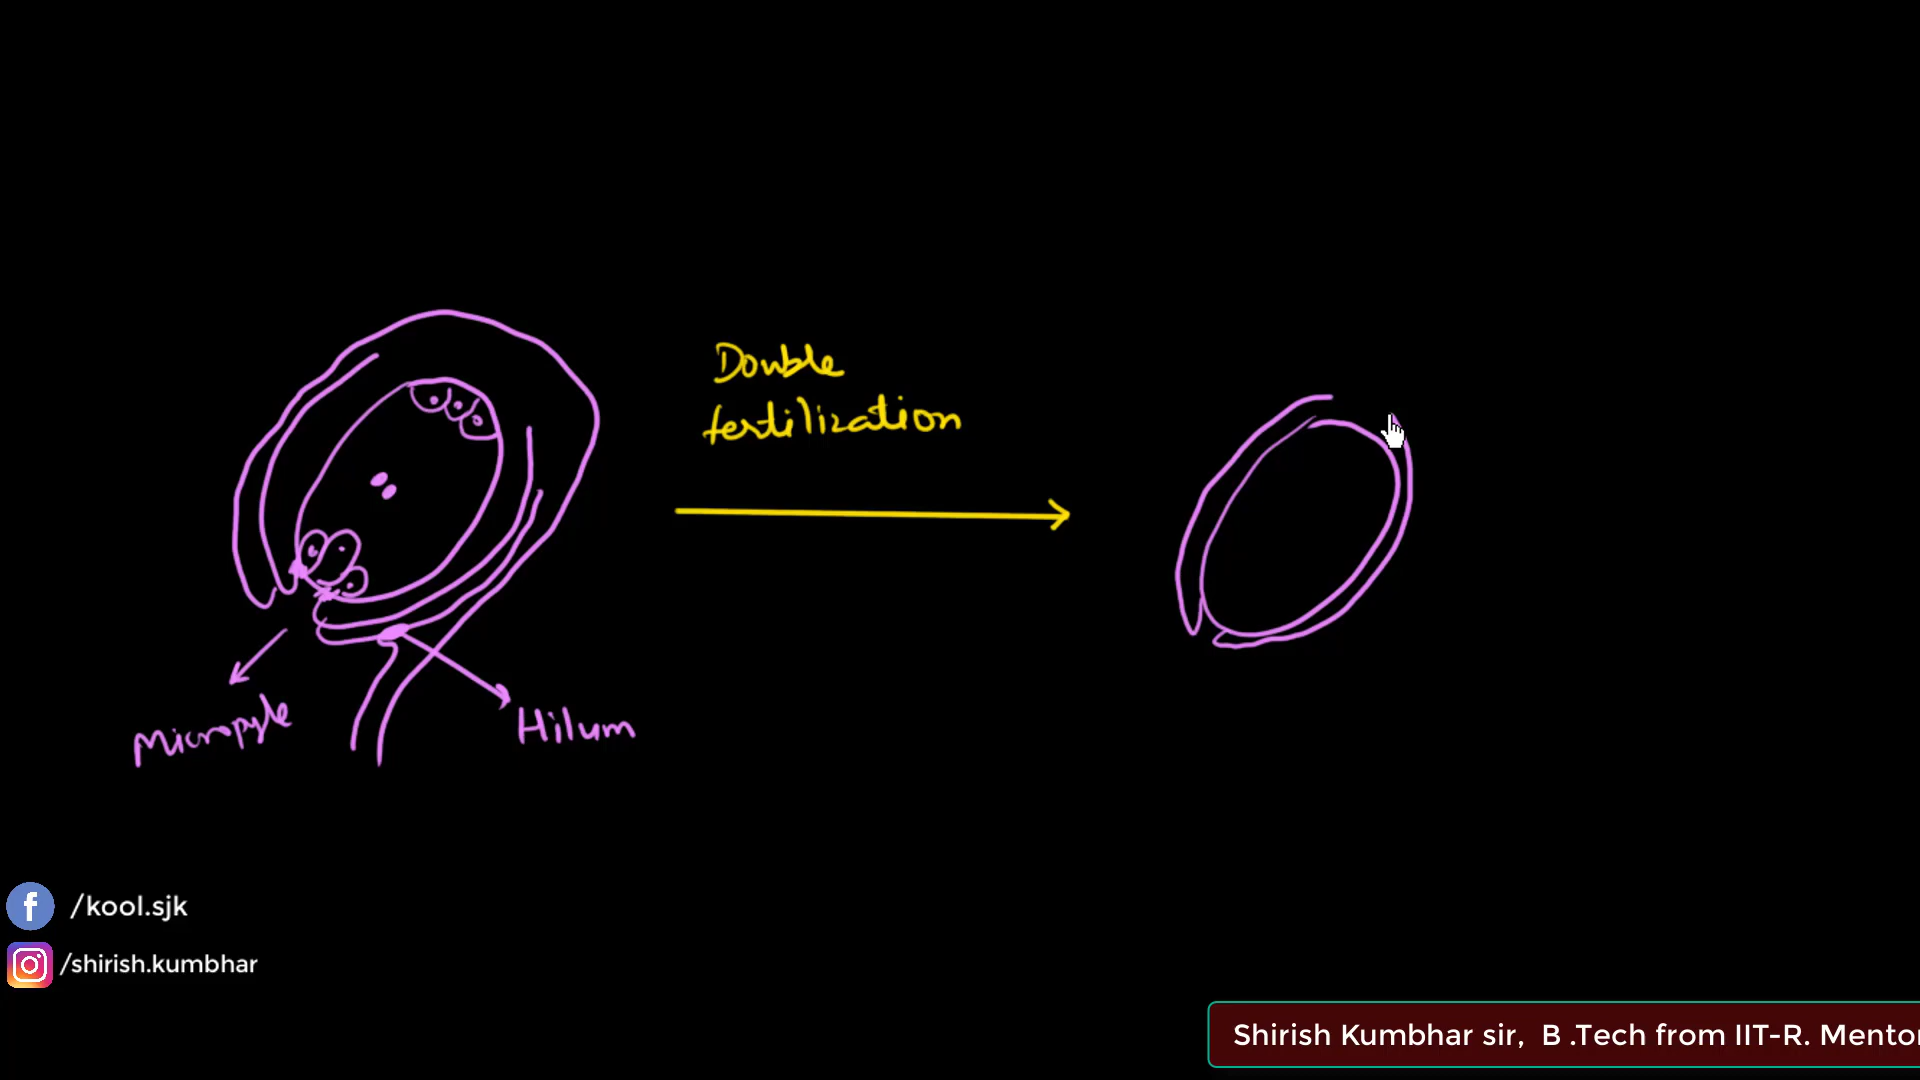 Double
fertilization
Micropyle
Hilum
/kool.sjk
/shirish.kumbhar
Shirish Kumbhar sir, B .Tech from IIT-R. Mentor